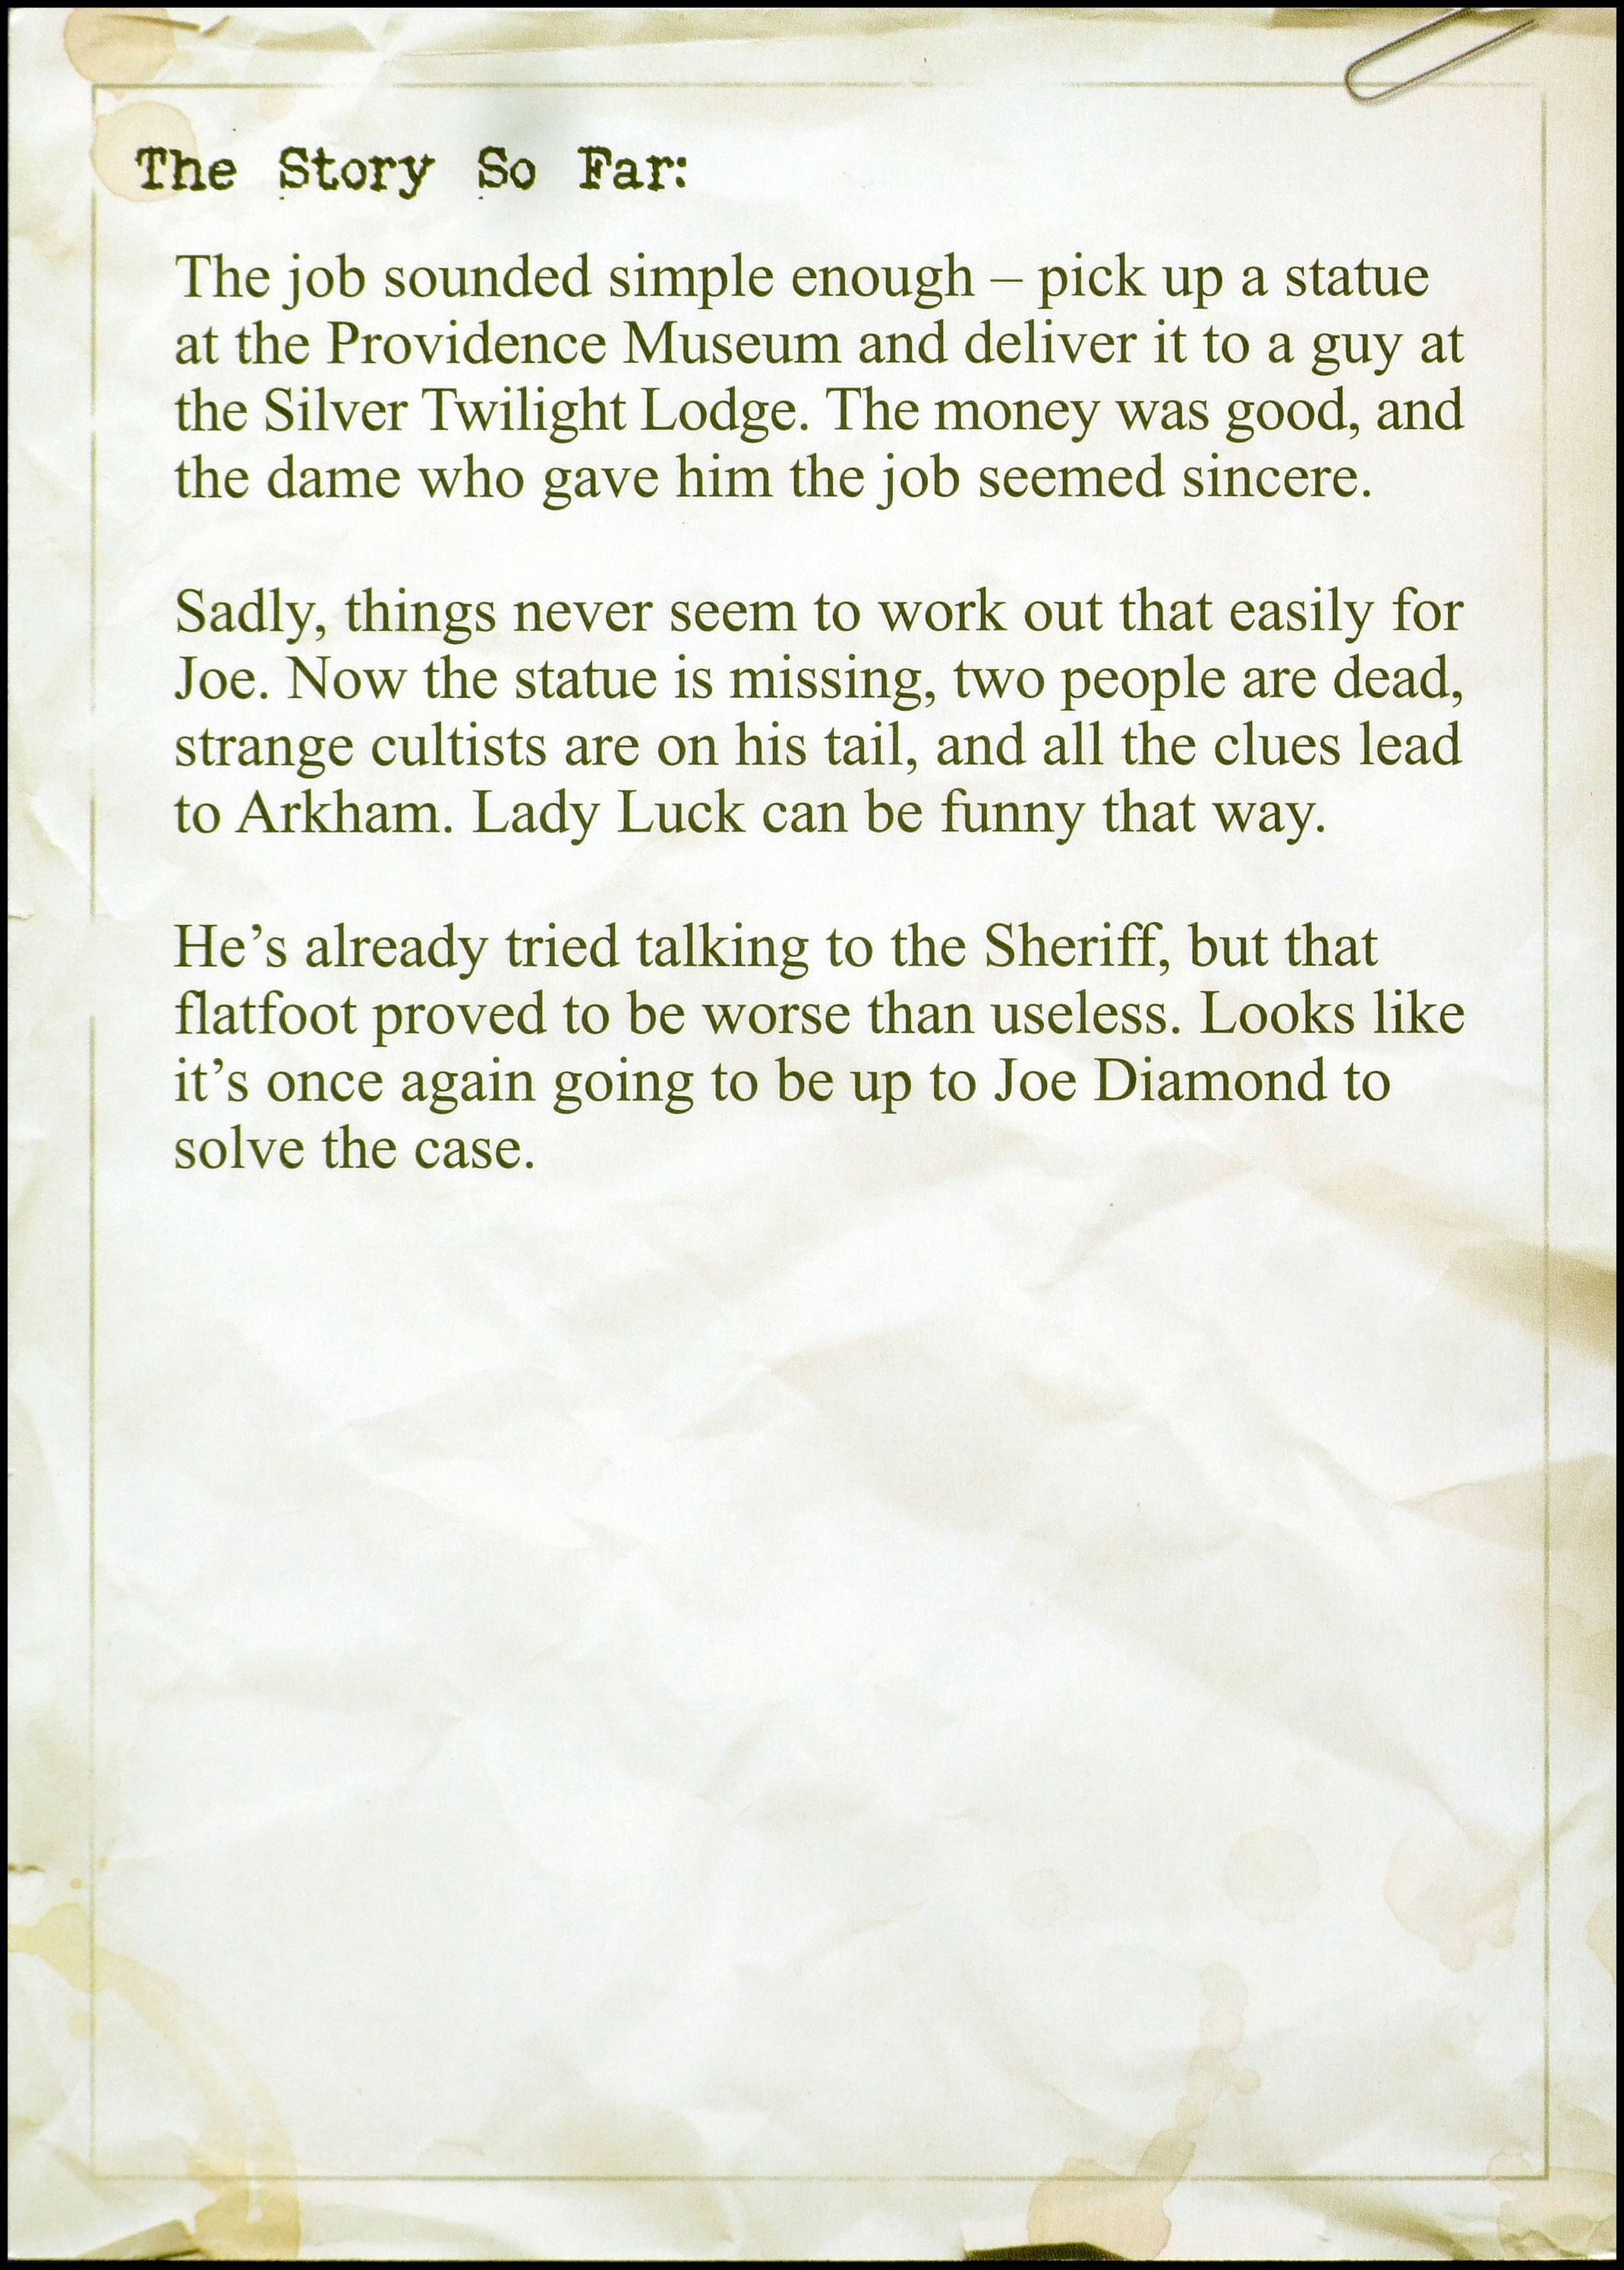 The Story So Far:
The job sounded simple enough – pick up a statue
at the Providence Museum and deliver it to a guy at
the Silver Twilight Lodge. The money was good, and
the dame who gave him the job seemed sincere.
Sadly, things never seem to work out that easily for
Joe. Now the statue is missing, two people are dead,
strange cultists are on his tail, and all the clues lead
to Arkham. Lady Luck can be funny that way.
He’s already tried talking to the Sheriff, but that
flatfoot proved to be worse than useless. Looks like
it’s once again going to be up to Joe Diamond to
solve the case.